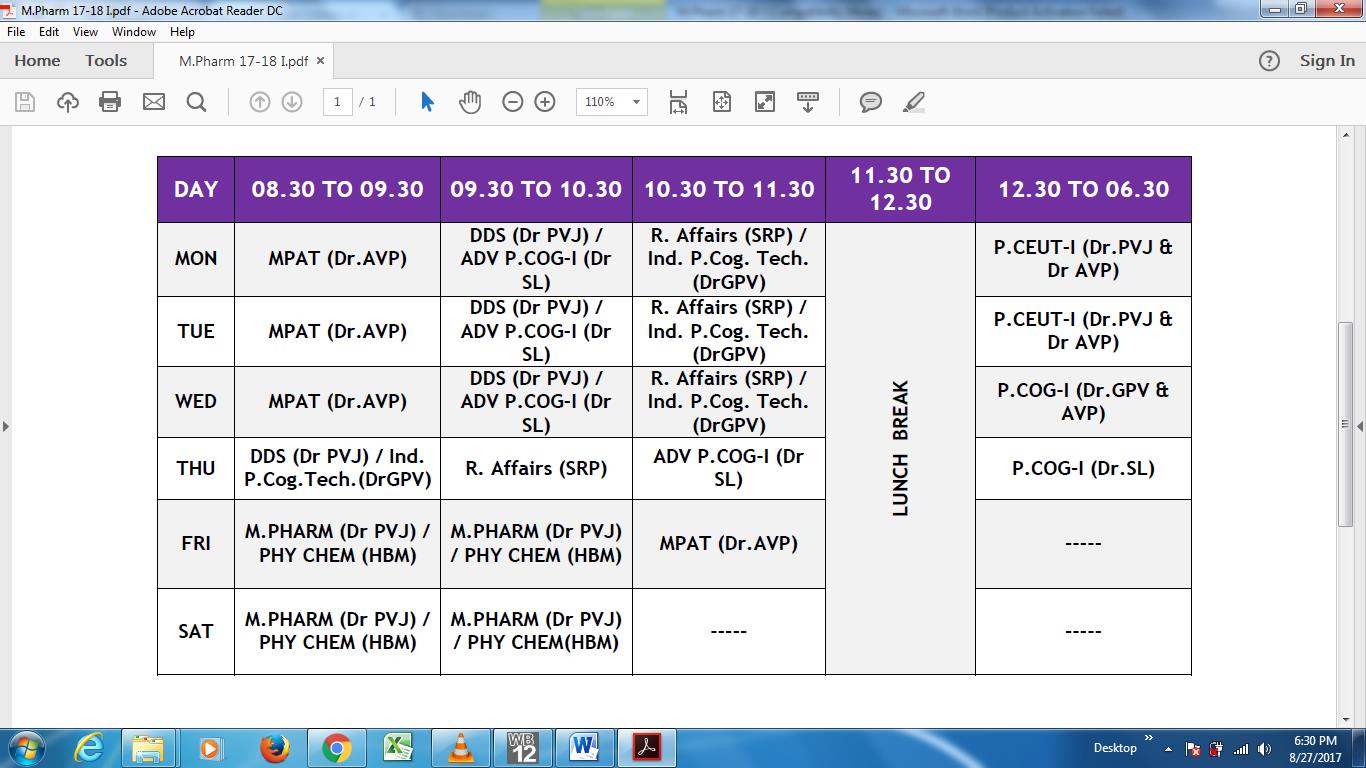 M.Pharm 17-18 I.pdf - Adobe Acrobat Reader DC
File Edit View Window Help
Home Tools M.Pharm 17-18 I.pdf × ? Sign In
1 / 1 110%
DAY 08.30 TO 09.30 09.30 TO 10.30 10.30 TO 11.30 11.30 TO
12.30 12.30 TO 06.30
MON
MPAT (Dr.AVP)
DDS (Dr PVJ) /
ADV P.COG-I (Dr
SL)
R. Affairs (SRP) /
Ind. P.Cog. Tech.
(DrGPV)
P.CEUT-I (Dr.PVJ &
Dr AVP)
TUE
MPAT (Dr.AVP)
DDS (Dr PVJ) /
ADV P.COG-I (Dr
SL)
R. Affairs (SRP) /
Ind. P.Cog. Tech.
(DrGPV)
P.CEUT-I (Dr.PVJ &
Dr AVP)
WED
MPAT (Dr.AVP)
DDS (Dr PVJ) /
ADV P.COG-I (Dr
SL)
R. Affairs (SRP) /
Ind. P.Cog. Tech.
(DrGPV)
P.COG-I (Dr.GPV &
AVP)
LUNCH BREAK
THU
DDS (Dr PVJ) / Ind.
P.Cog.Tech.(DrGPV)
R. Affairs (SRP)
ADV P.COG-I (Dr
SL)
P.COG-I (Dr.SL)
FRI
M.PHARM (Dr PVJ) /
PHY CHEM (HBM)
M.PHARM (Dr PVJ)
/ PHY CHEM (HBM)
MPAT (Dr.AVP)
-----
SAT
M.PHARM (Dr PVJ) /
PHY CHEM (HBM)
M.PHARM (Dr PVJ)
/ PHY CHEM(HBM)
-----
-----
WB
12
Desktop »
6:30 PM
8/27/2017